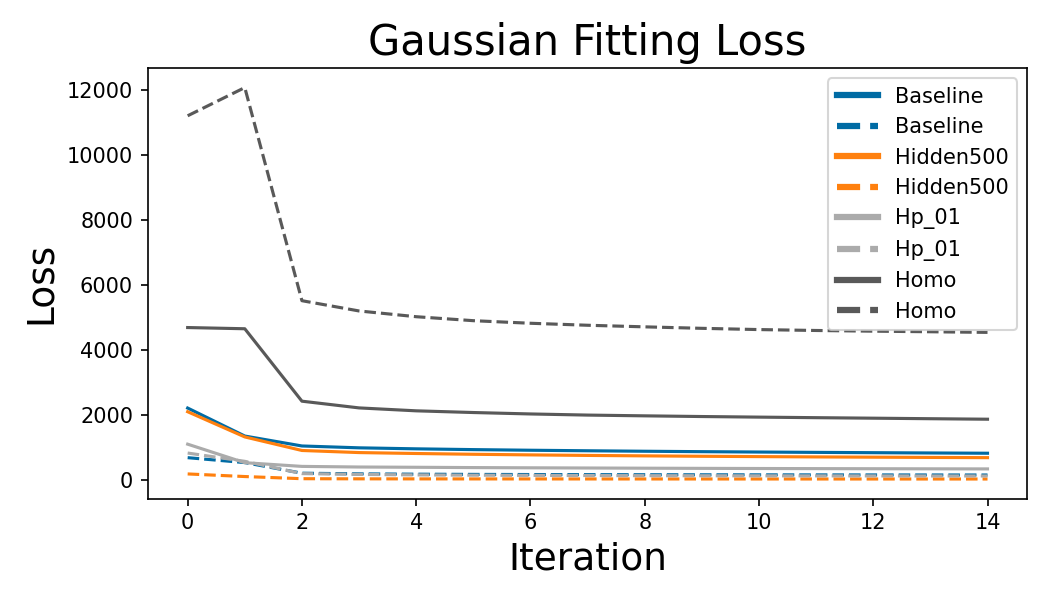 Gaussian Fitting Loss
Loss
12000
10000
8000
6000
4000
2000
0
0 2 4 6 8 10 12 14
Iteration
Baseline
Baseline
Hidden500
Hidden500
Hp_01
Hp_01
Homo
Homo